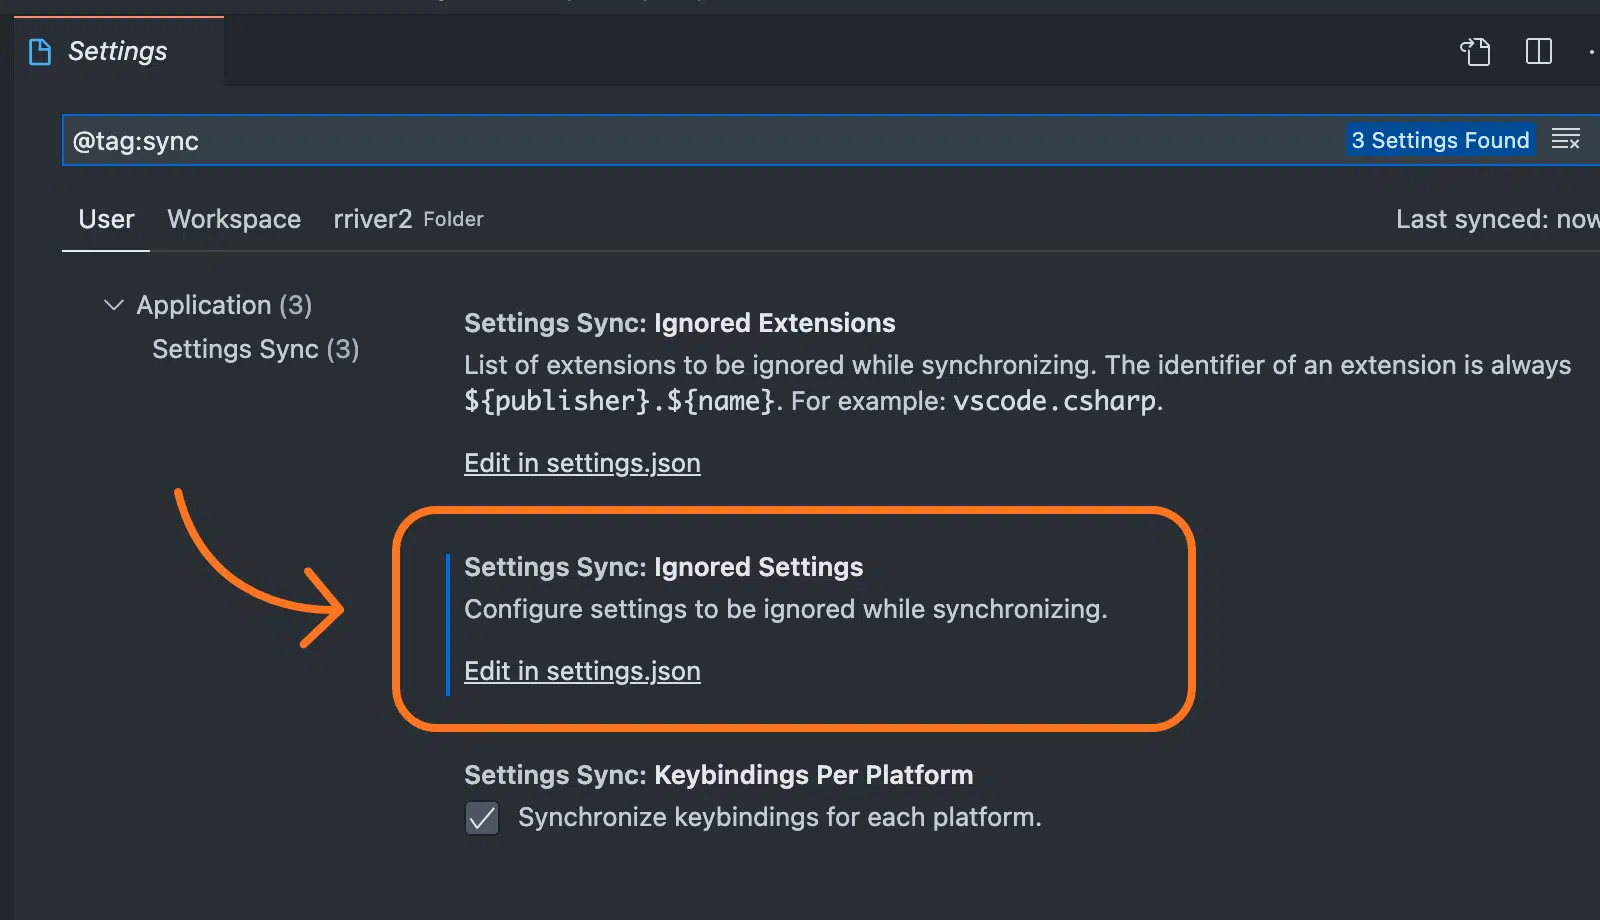 Settings
@tag:sync
3 Settings Found
User Workspace rriver2 Folder
Last synced: now
Application (3)
Settings Sync (3)
Settings Sync: Ignored Extensions
List of extensions to be ignored while synchronizing. The identifier of an extension is always
${publisher}.${name}. For example: vscode.csharp.
Edit in settings.json
Settings Sync: Ignored Settings
Configure settings to be ignored while synchronizing.
Edit in settings.json
Settings Sync: Keybindings Per Platform
Synchronize keybindings for each platform.